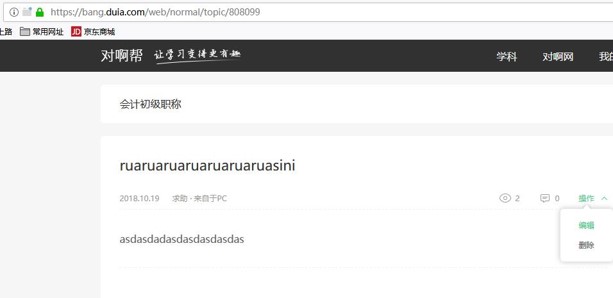 https://bang.duia.com/web/normal/topic/808099
上路 常用网址 JD 京东商城
对啊帮 让学习变得更有趣 学科 对啊网 我的
会计初级职称
ruaruaruaruaruaruaruasini
2018.10.19 求助 - 来自于PC 2 0 操作
编辑
asdasdadasdasdasdasdas
删除